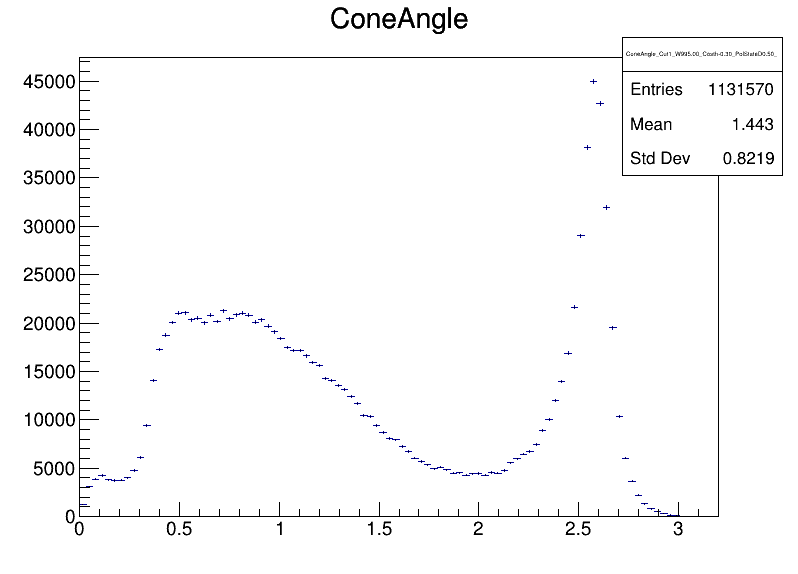 ConeAngle
ConeAngle_Cut1_W995.00_Costh-0.30_PolStateD0.50_
Entries 1131570
Mean 1.443
Std Dev 0.8219
45000
40000
35000
30000
25000
20000
15000
10000
5000
0
0 0.5 1 1.5 2 2.5 3